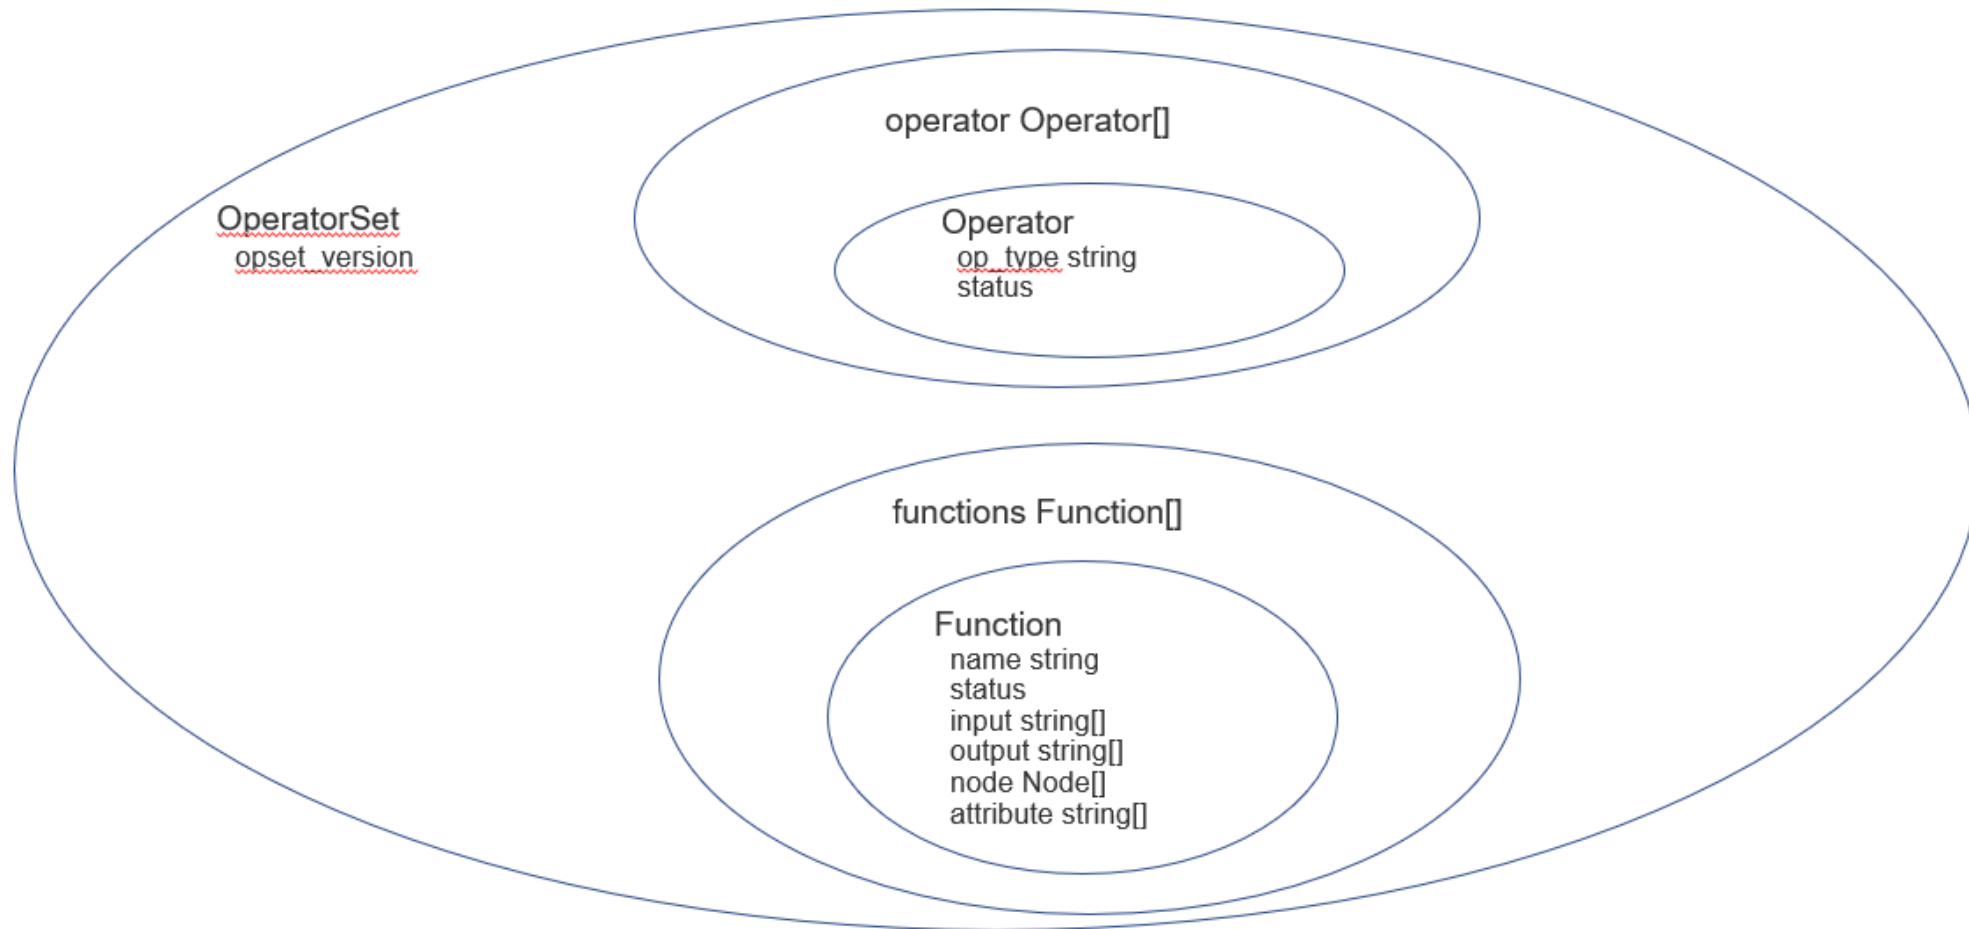 operator Operator[]
OperatorSet
opset_version
Operator
op_type string
status
functions Function[]
Function
name string
status
input string[]
output string[]
node Node[]
attribute string[]